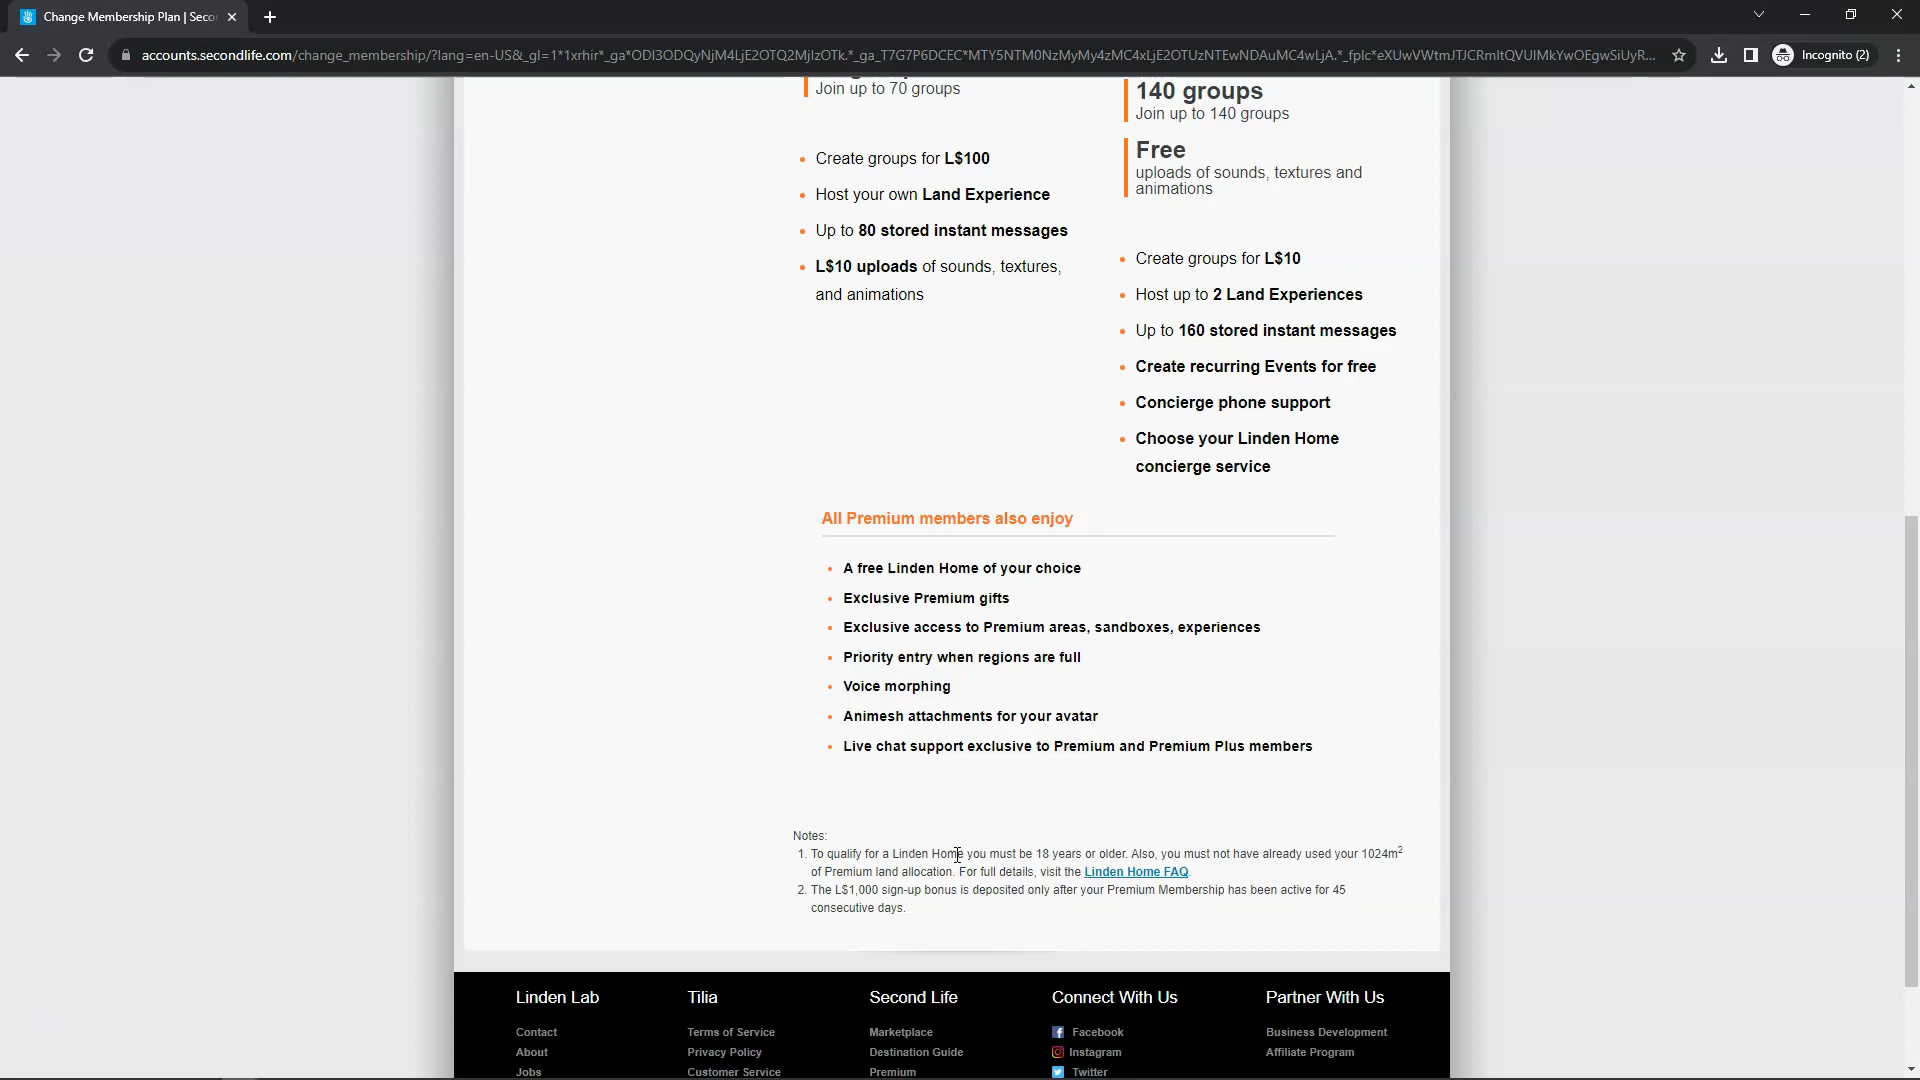 Change Membership Plan | Seco
accounts.secondlife.com/change_membership/?lang=en-US&_gl=1*1xrhir*_ga*ODI3ODQyNjM4LjE2OTQ2MjIzOTk.*_ga_T7G7P6DCEC*MTY5NTM0NzMyMy4zMC4xLjE2OTUzNTEwNDAuMC4wLjA.*_fplc*eXUwVWtmJTJCRmltQVUlMkYwOEgwSiUyR...
Incognito (2)
Join up to 70 groups
Create groups for L$100
Host your own Land Experience
Up to 80 stored instant messages
L$10 uploads of sounds, textures,
and animations
140 groups
Join up to 140 groups
Free
uploads of sounds, textures and
animations
Create groups for L$10
Host up to 2 Land Experiences
Up to 160 stored instant messages
Create recurring Events for free
Concierge phone support
Choose your Linden Home
concierge service
All Premium members also enjoy
A free Linden Home of your choice
Exclusive Premium gifts
Exclusive access to Premium areas, sandboxes, experiences
Priority entry when regions are full
Voice morphing
Animesh attachments for your avatar
Live chat support exclusive to Premium and Premium Plus members
Notes:
1. To qualify for a Linden Home you must be 18 years or older. Also, you must not have already used your 1024m²
of Premium land allocation. For full details, visit the Linden Home FAQ.
2. The L$1,000 sign-up bonus is deposited only after your Premium Membership has been active for 45
consecutive days.
Linden Lab
Contact
About
Jobs
Tilia
Terms of Service
Privacy Policy
Customer Service
Second Life
Marketplace
Destination Guide
Premium
Connect With Us
Facebook
Instagram
Twitter
Partner With Us
Business Development
Affiliate Program